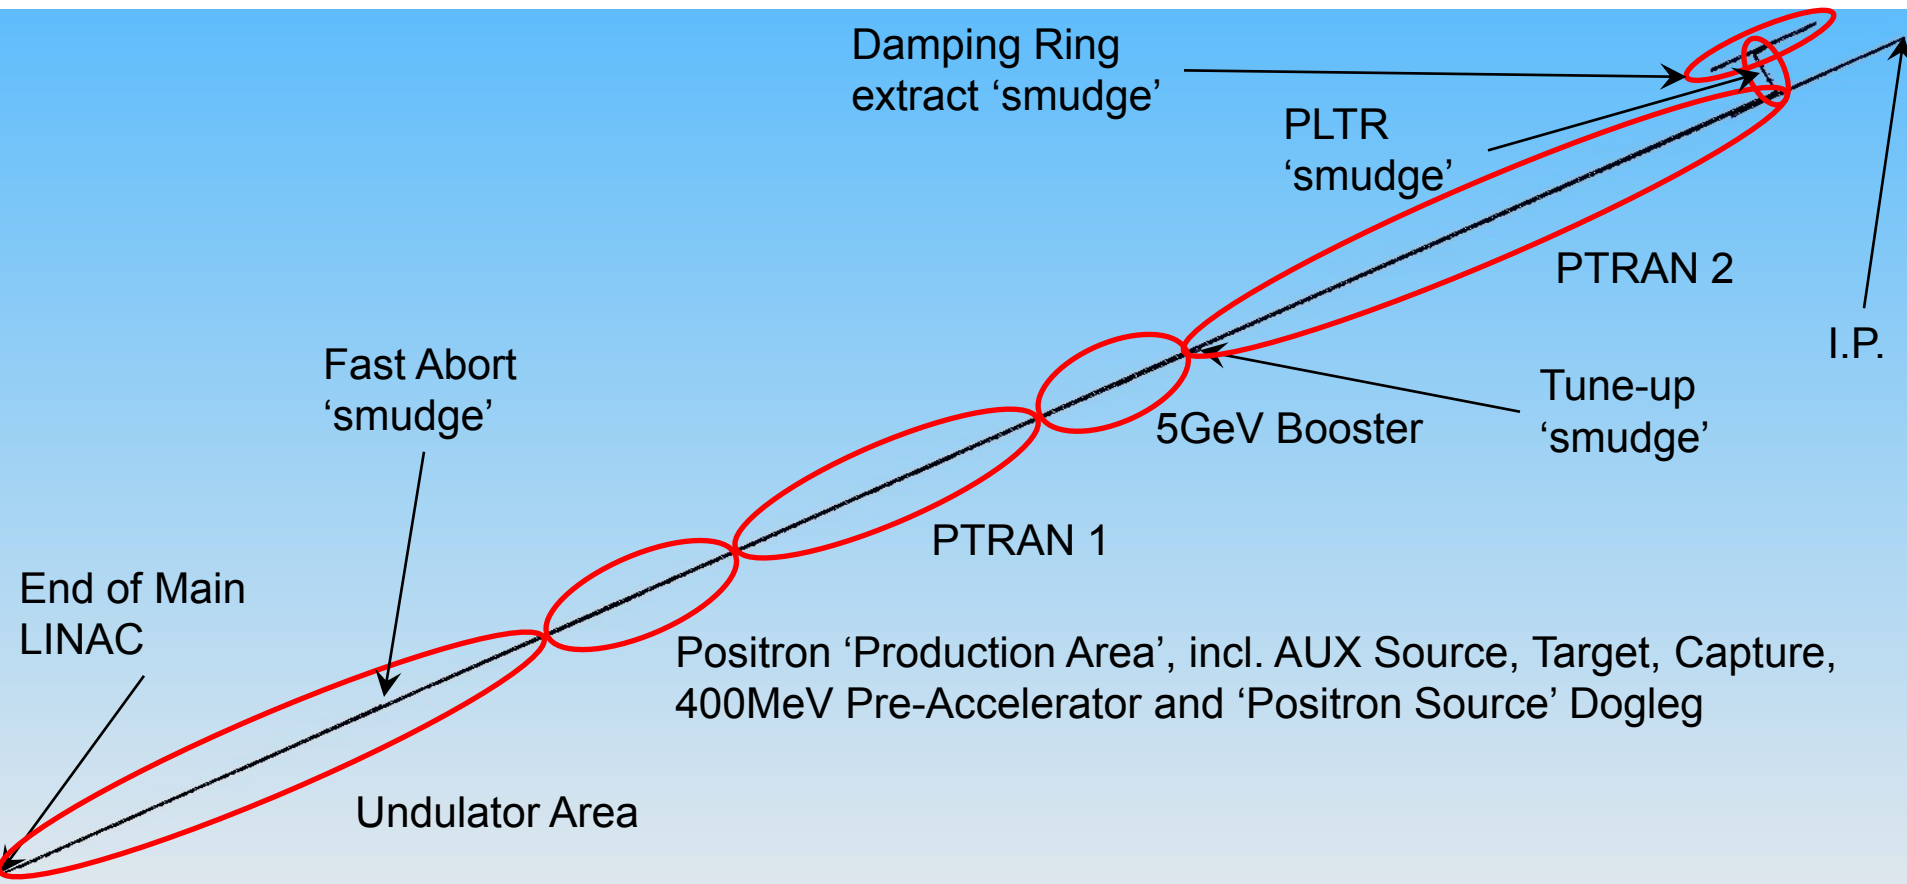 Damping Ring
extract ‘smudge’
PLTR
‘smudge’
PTRAN 2
I.P.
Fast Abort
‘smudge’
Tune-up
‘smudge’
5GeV Booster
PTRAN 1
End of Main
LINAC
Positron ‘Production Area’, incl. AUX Source, Target, Capture,
400MeV Pre-Accelerator and ‘Positron Source’ Dogleg
Undulator Area